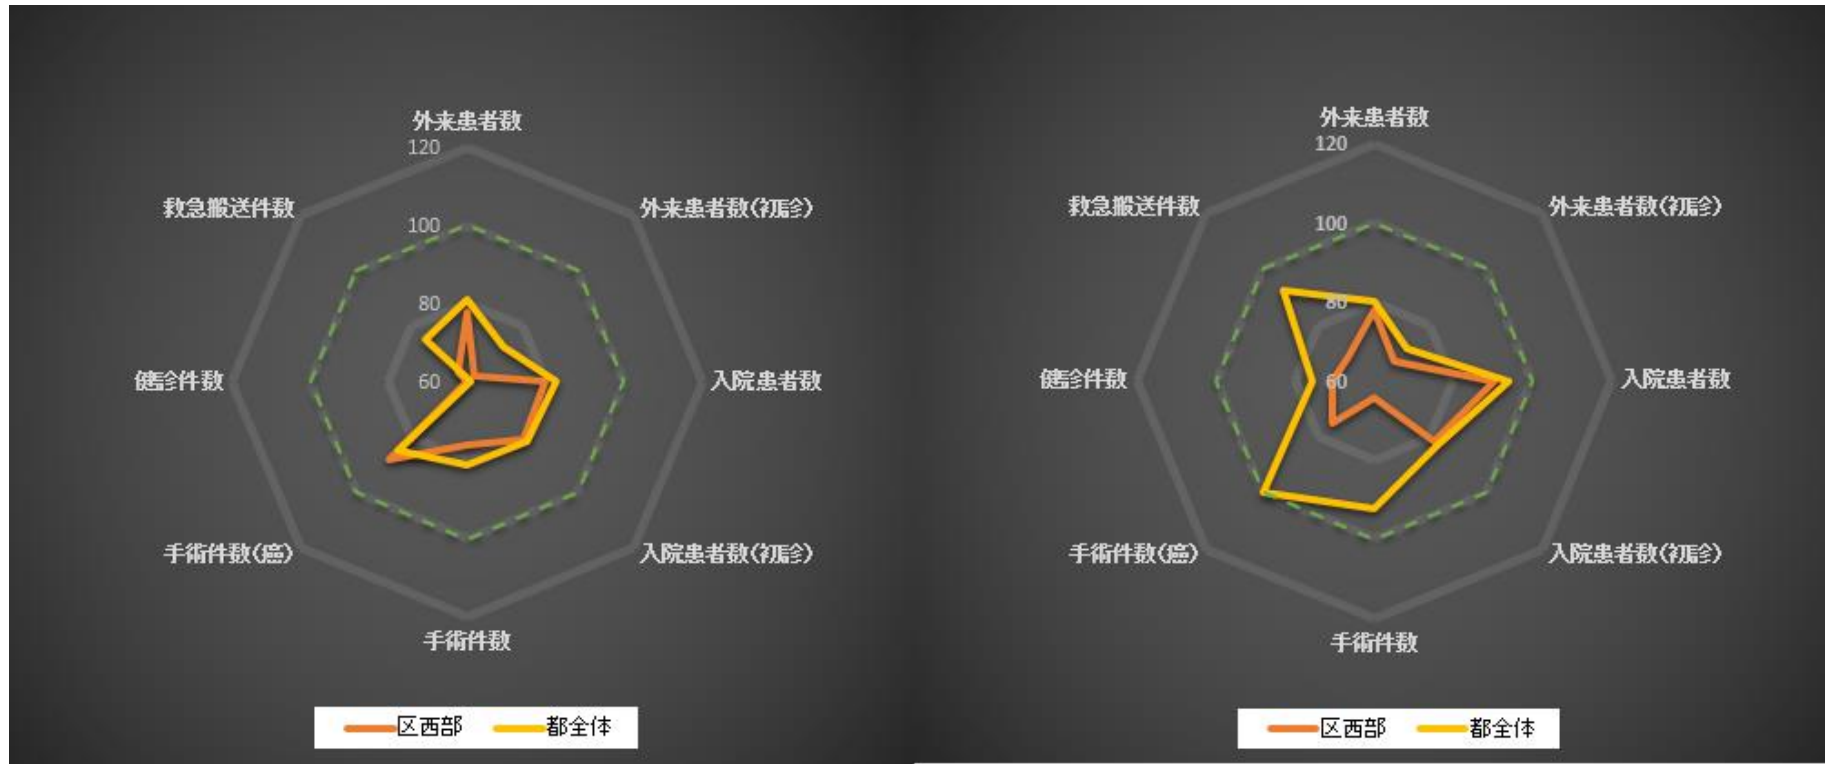 外来患者数
120
救急搬送件数
外来患者数(初診)
100
80
健診件数
60
入院患者数
手術件数(癌)
入院患者数(初診)
手術件数
区西部
都全体
外来患者数
120
救急搬送件数
外来患者数(初診)
100
80
健診件数
60
入院患者数
手術件数(癌)
入院患者数(初診)
手術件数
区西部
都全体